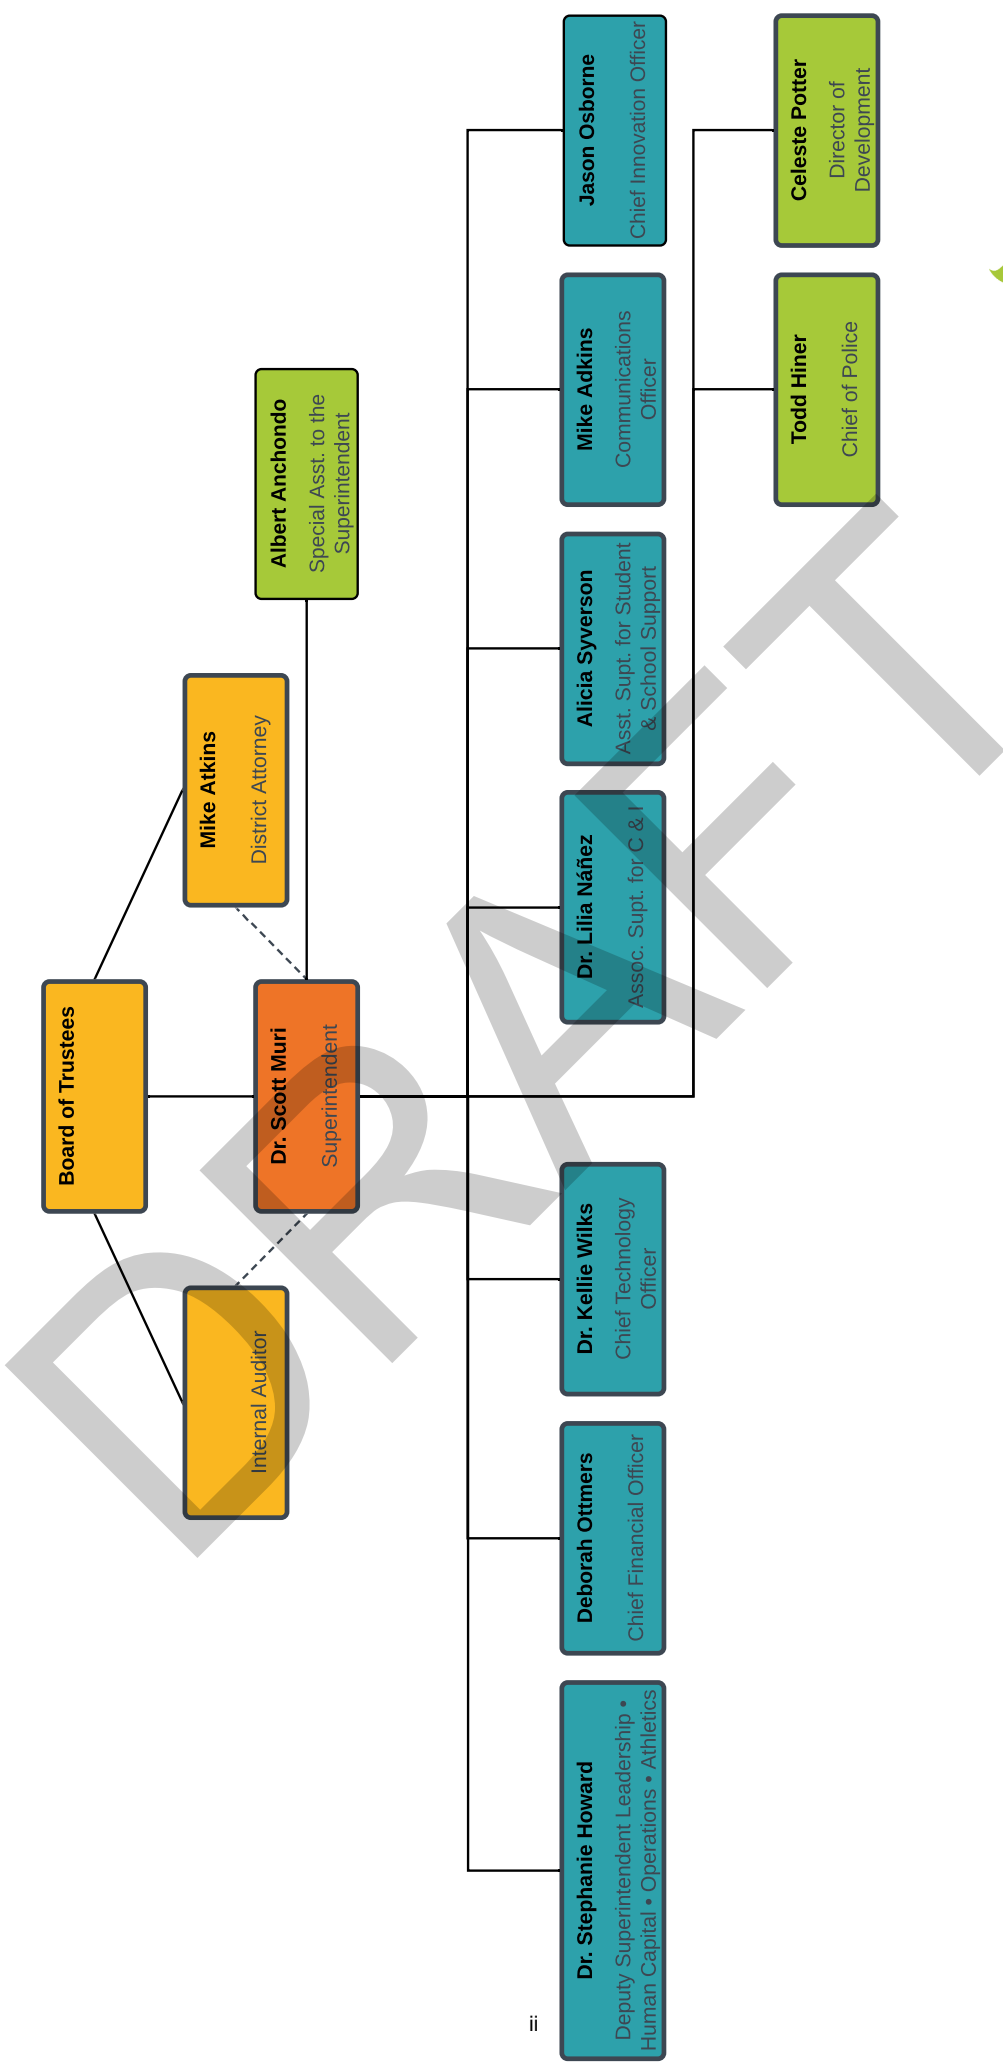 Board of Trustees
Internal Auditor
Mike Atkins
District Attorney
Dr. Scott Muri
Superintendent
Albert Anchondo
Special Asst. to the
Superintendent
Dr. Stephanie Howard
Deputy Superintendent Leadership •
Human Capital • Operations • Athletics
Deborah Ottmers
Chief Financial Officer
Dr. Kellie Wilks
Chief Technology
Officer
Dr. Lilia Náñez
Assoc. Supt. for C & I
Alicia Syverson
Asst. Supt. for Student
& School Support
Mike Adkins
Communications
Officer
Jason Osborne
Chief Innovation Officer
Todd Hiner
Chief of Police
Celeste Potter
Director of
Development
DRAFT
ii